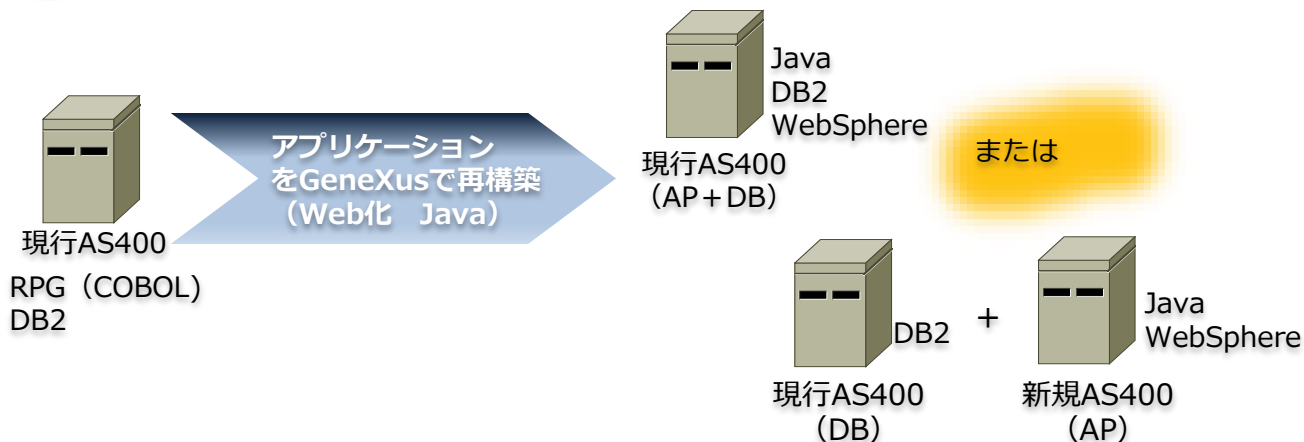 現行AS400
RPG（COBOL)
DB2
アプリケーション
をGeneXusで再構築
（Web化　Java）
Java
DB2
WebSphere
現行AS400
（AP＋DB）
または
DB2
現行AS400
（DB）
+
Java
WebSphere
新規AS400
（AP）